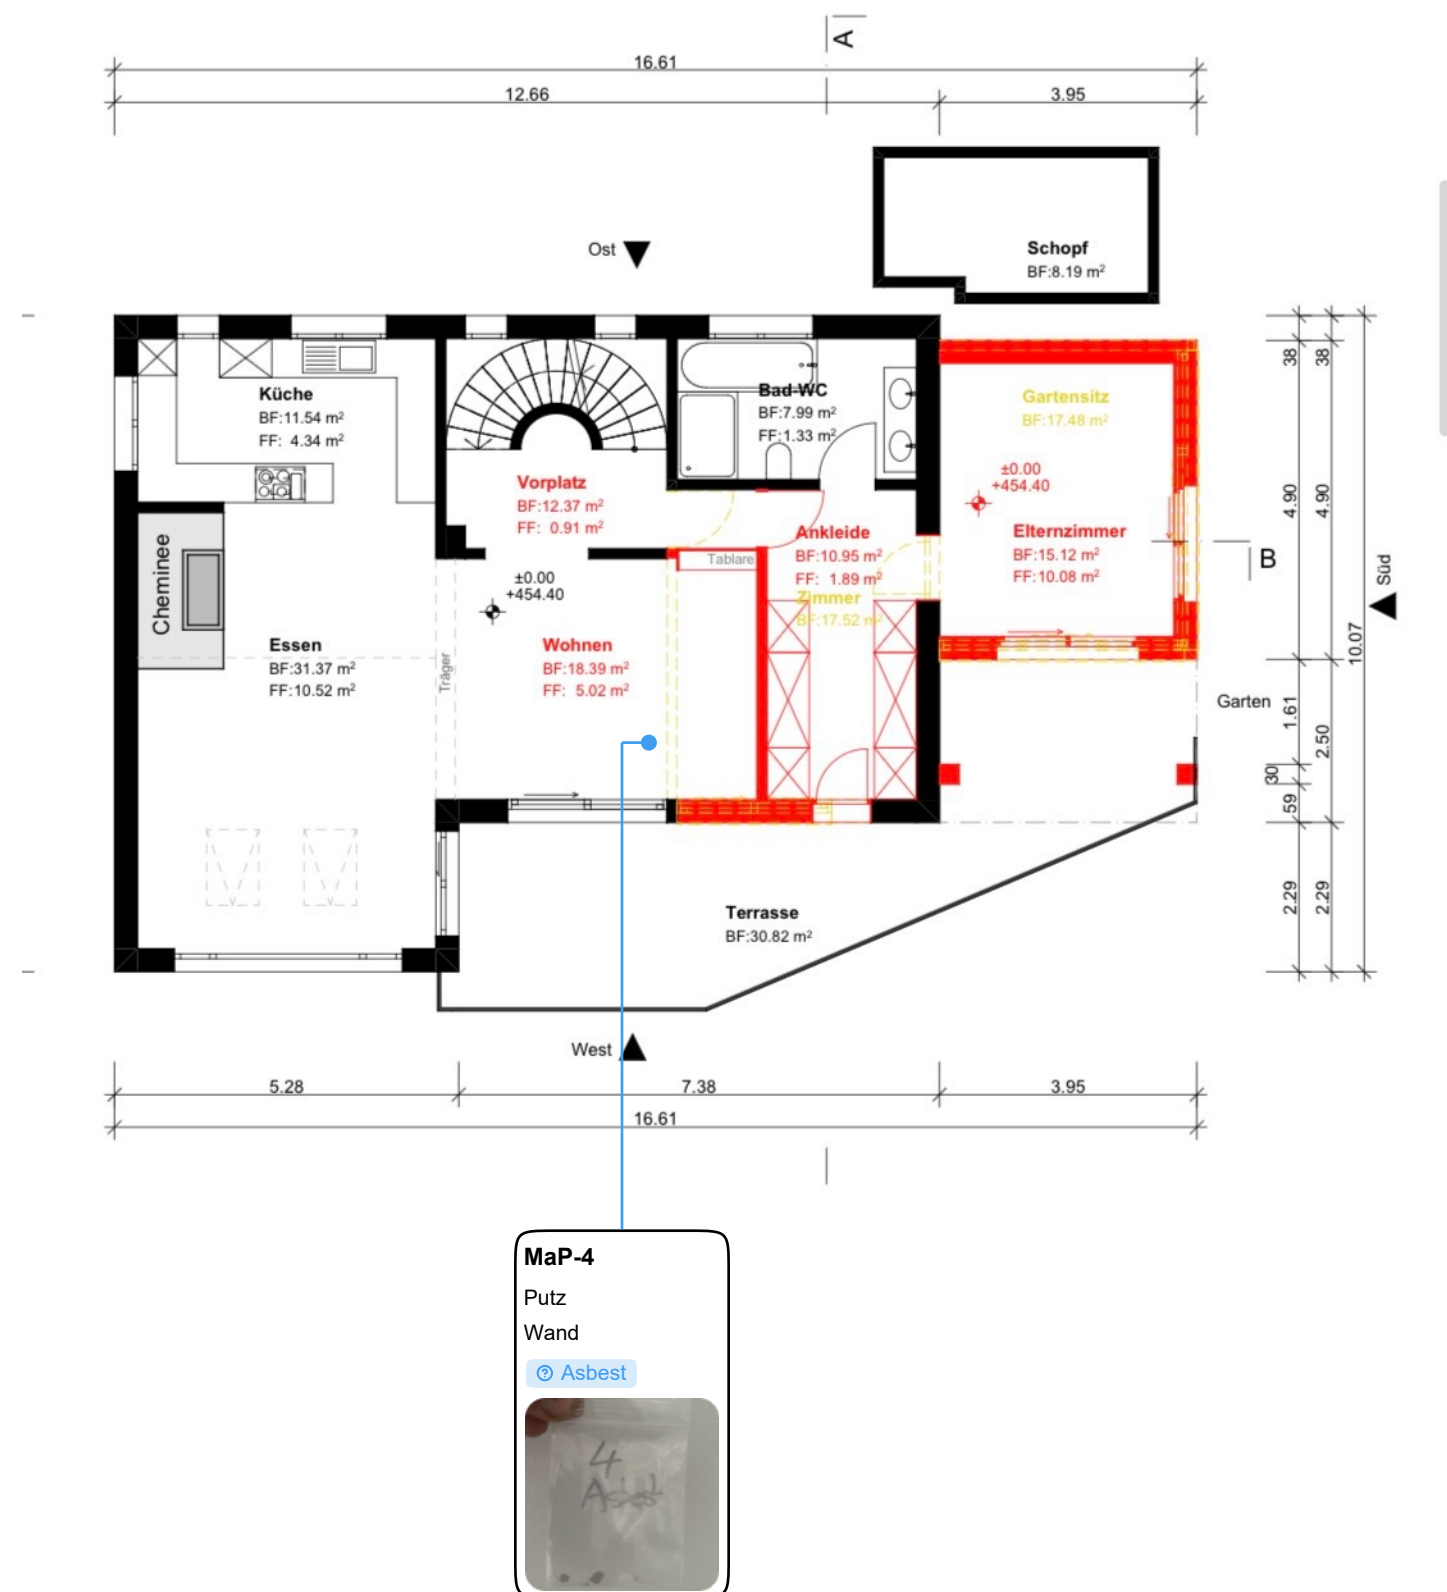 A
16.61
12.66
3.95
Ost
Schopf
BF:8.19 m²
38
38
Küche
BF:11.54 m²
FF: 4.34 m²
Bad-WC
BF:7.99 m²
FF:1.33 m²
Gartensitz
BF:17.48 m²
Vorplatz
BF:12.37 m²
FF: 0.91 m²
±0.00
+454.40
4.90
4.90
Ankleide
BF:10.95 m²
FF: 1.89 m²
Zimmer
BF:17.52 m²
Elternzimmer
BF:15.12 m²
FF:10.08 m²
B
Süd
Cheminee
Tablare
±0.00
+454.40
Essen
BF:31.37 m²
FF:10.52 m²
Träger
Wohnen
BF:18.39 m²
FF: 5.02 m²
10.07
Garten
1.61
2.50
30
59
2.29
2.29
Terrasse
BF:30.82 m²
West
5.28
7.38
3.95
16.61
MaP-4
Putz
Wand
Asbest
4